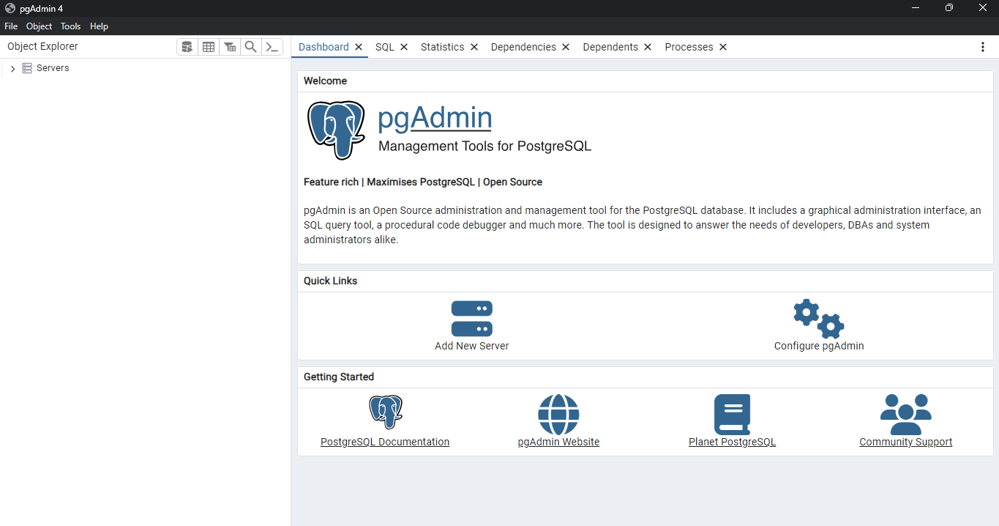 pgAdmin 4
File Object Tools Help
Object Explorer
Dashboard SQL Statistics Dependencies Dependents Processes
Servers
Welcome
pgAdmin
Management Tools for PostgreSQL
Feature rich | Maximises PostgreSQL | Open Source
pgAdmin is an Open Source administration and management tool for the PostgreSQL database. It includes a graphical administration interface, an
SQL query tool, a procedural code debugger and much more. The tool is designed to answer the needs of developers, DBAs and system
administrators alike.
Quick Links
Add New Server
Configure pgAdmin
Getting Started
PostgreSQL Documentation
pgAdmin Website
Planet PostgreSQL
Community Support